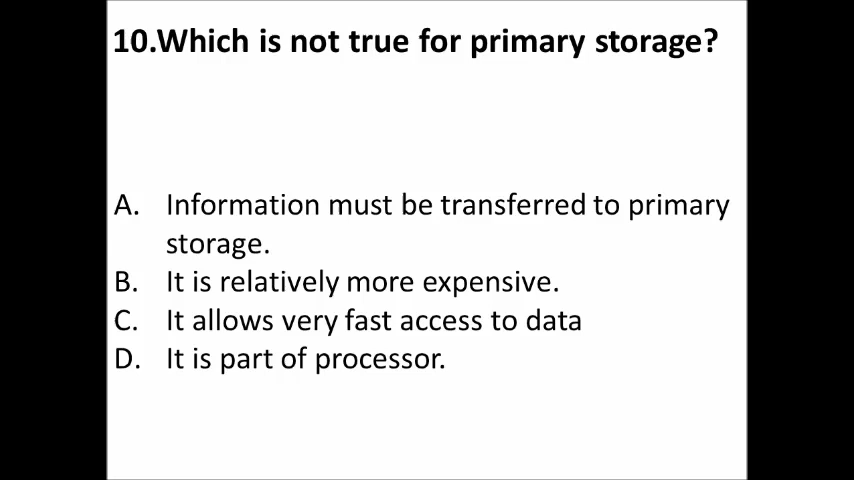 10.Which is not true for primary storage?
A. Information must be transferred to primary
storage.
B. It is relatively more expensive.
C. It allows very fast access to data
D. It is part of processor.